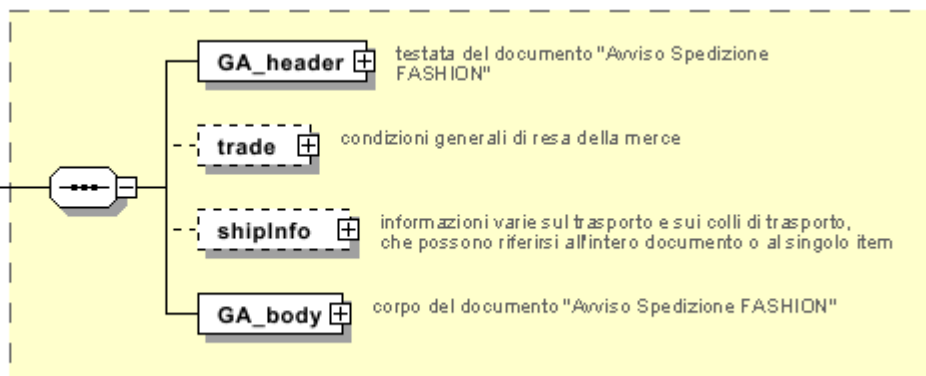 GA_header
testata del documento "Avviso Spedizione
FASHION"
trade
condizioni generali di resa della merce
shipInfo
informazioni varie sul trasporto e sui colli di trasporto,
che possono riferirsi all'intero documento o al singolo item
GA_body
corpo del documento "Avviso Spedizione FASHION"